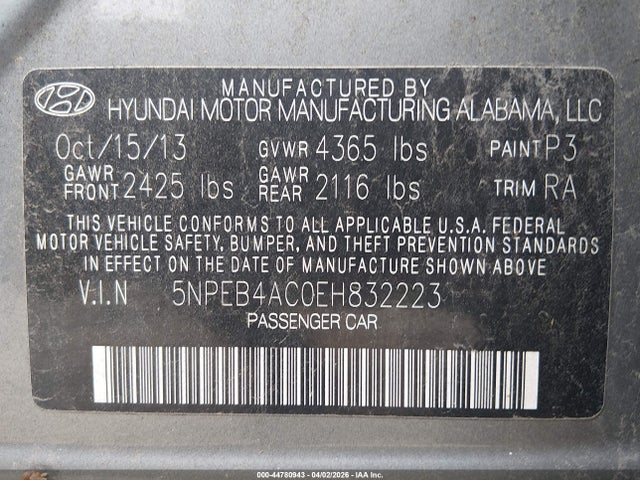 MANUFACTURED BY
HYUNDAI MOTOR MANUFACTURING ALABAMA, LLC
Oct/15/13 GVWR 4365 lbs PAINT P3
GAWR FRONT 2425 lbs GAWR REAR 2116 lbs TRIM RA
THIS VEHICLE CONFORMS TO ALL APPLICABLE U.S.A. FEDERAL
MOTOR VEHICLE SAFETY, BUMPER, AND THEFT PREVENTION STANDARDS
IN EFFECT ON THE DATE OF MANUFACTURE SHOWN ABOVE
V.I.N 5NPEB4AC0EH832223
PASSENGER CAR
000-44780943 - 04/02/2026 - IAA Inc.